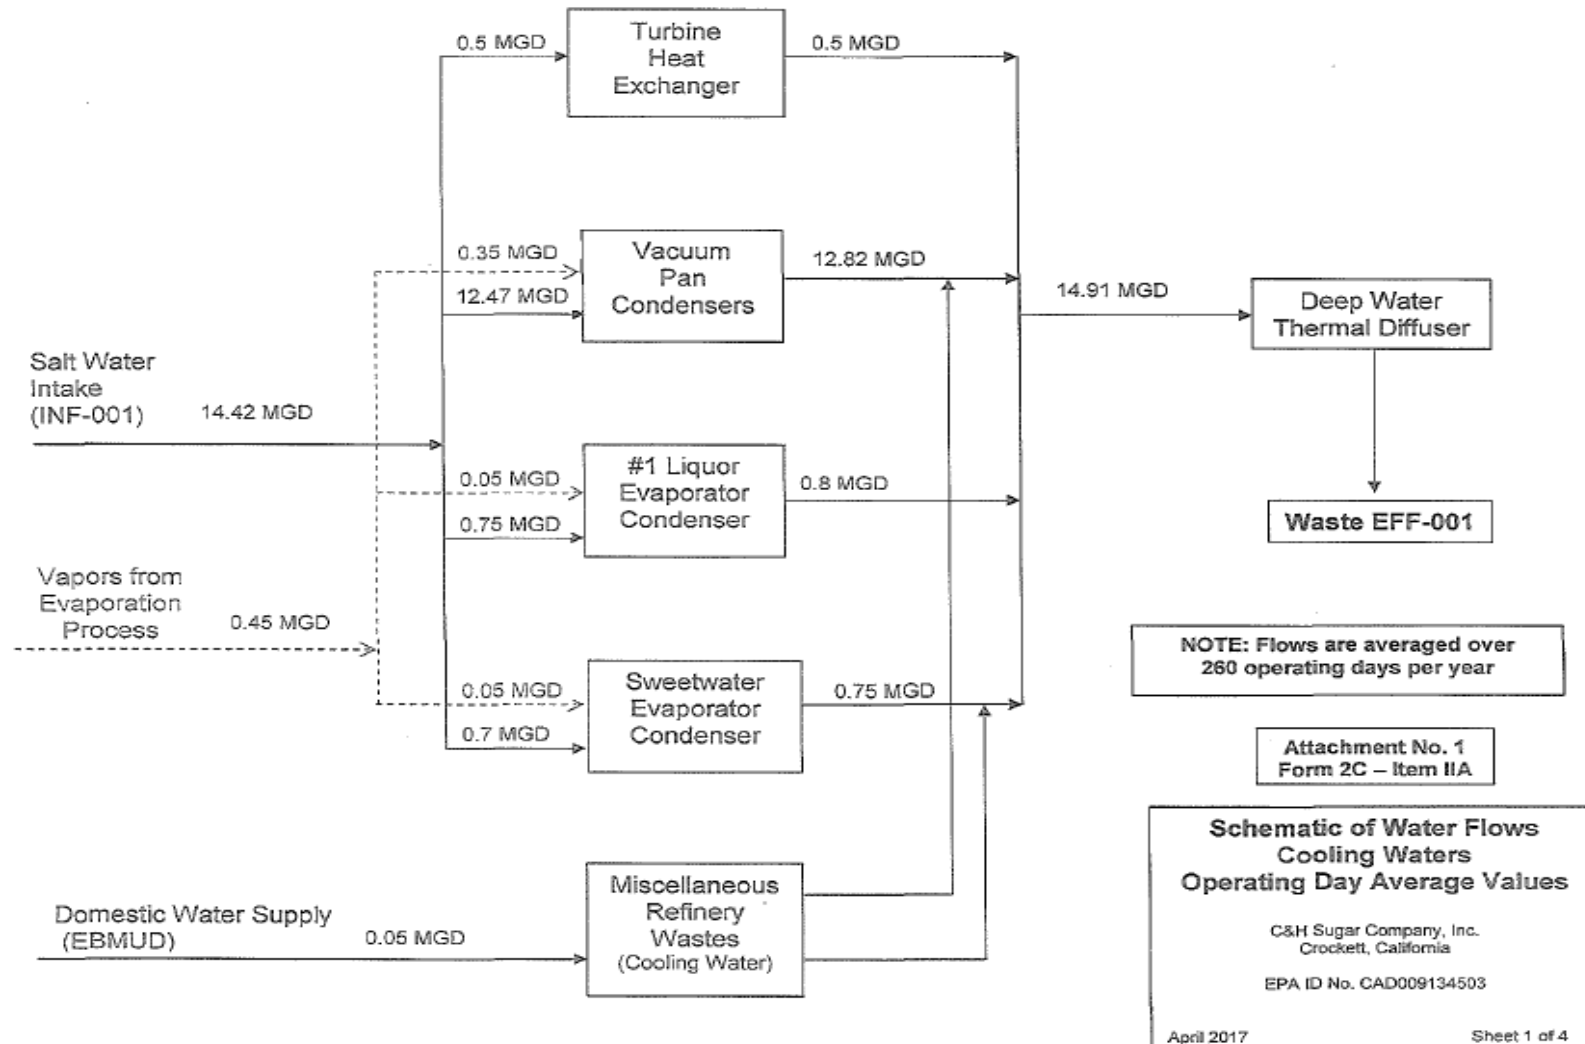 0.5 MGD
Turbine
Heat
Exchanger
0.5 MGD
0.35 MGD
12.47 MGD
Vacuum
Pan
Condensers
12.82 MGD
14.91 MGD
Deep Water
Thermal Diffuser
Salt Water
Intake
(INF-001)
14.42 MGD
0.05 MGD
0.75 MGD
#1 Liquor
Evaporator
Condenser
0.8 MGD
Waste EFF-001
Vapors from
Evaporation
Process
0.45 MGD
0.05 MGD
0.7 MGD
Sweetwater
Evaporator
Condenser
0.75 MGD
NOTE: Flows are averaged over
260 operating days per year
Attachment No. 1
Form 2C – Item IIA
Domestic Water Supply
(EBMUD)
0.05 MGD
Miscellaneous
Refinery
Wastes
(Cooling Water)
Schematic of Water Flows
Cooling Waters
Operating Day Average Values
C&H Sugar Company, Inc.
Crockett, California
EPA ID No. CAD009134503
April 2017
Sheet 1 of 4